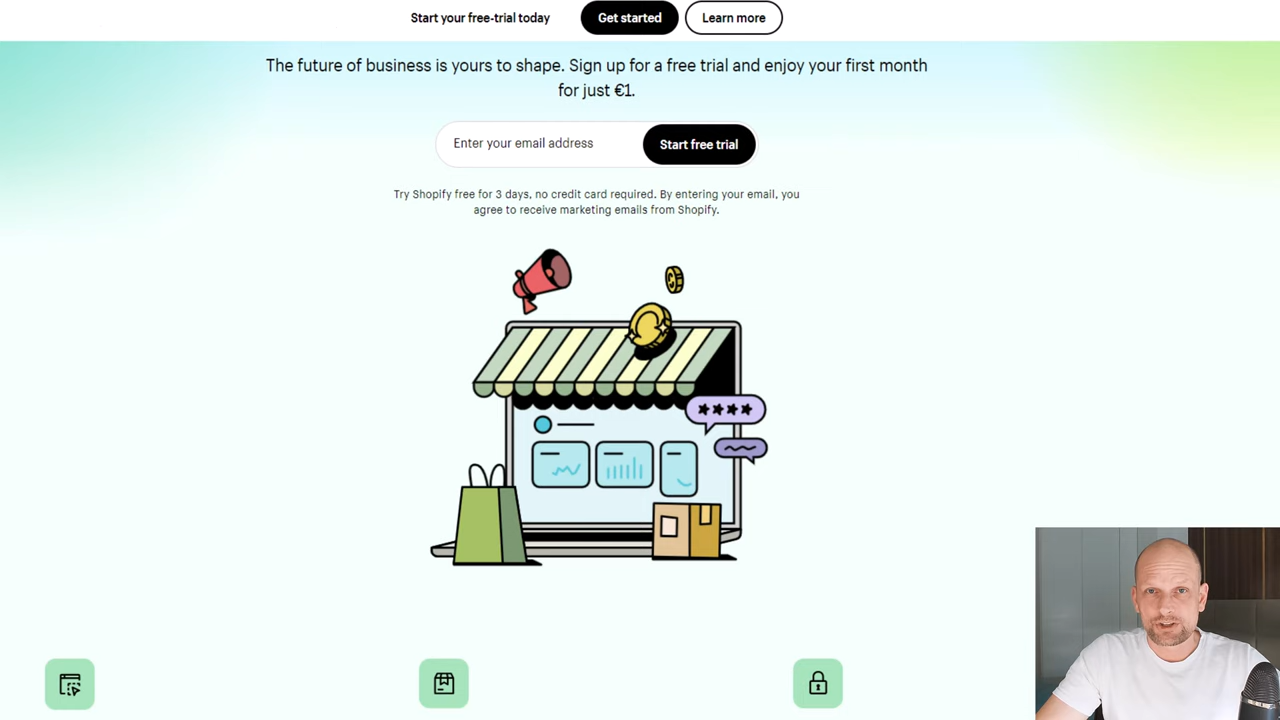 Start your free-trial today
Get started
Learn more
The future of business is yours to shape. Sign up for a free trial and enjoy your first month
for just €1.
Enter your email address
Start free trial
Try Shopify free for 3 days, no credit card required. By entering your email, you
agree to receive marketing emails from Shopify.